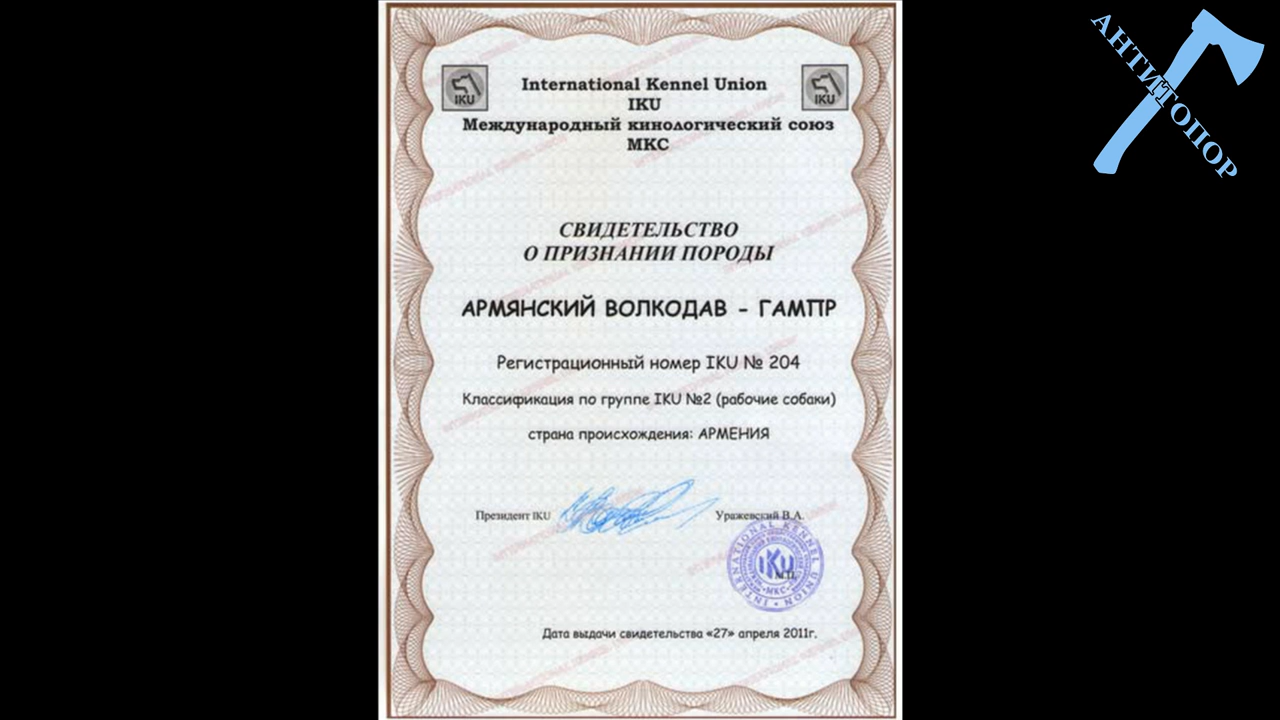 International Kennel Union
IKU
Международный кинологический союз
МКС
IKU
IKU
СВИДЕТЕЛЬСТВО
О ПРИЗНАНИИ ПОРОДЫ
АРМЯНСКИЙ ВОЛКОДАВ - ГАМПР
Регистрационный номер IKU № 204
Классификация по группе IKU №2 (рабочие собаки)
страна происхождения: АРМЕНИЯ
Президент IKU
Уражевский В.А.
INTERNATIONAL KENNEL UNION
IKU
М.П.
МКС
Дата выдачи свидетельства «27» апреля 2011г.
АНТИТОПОР